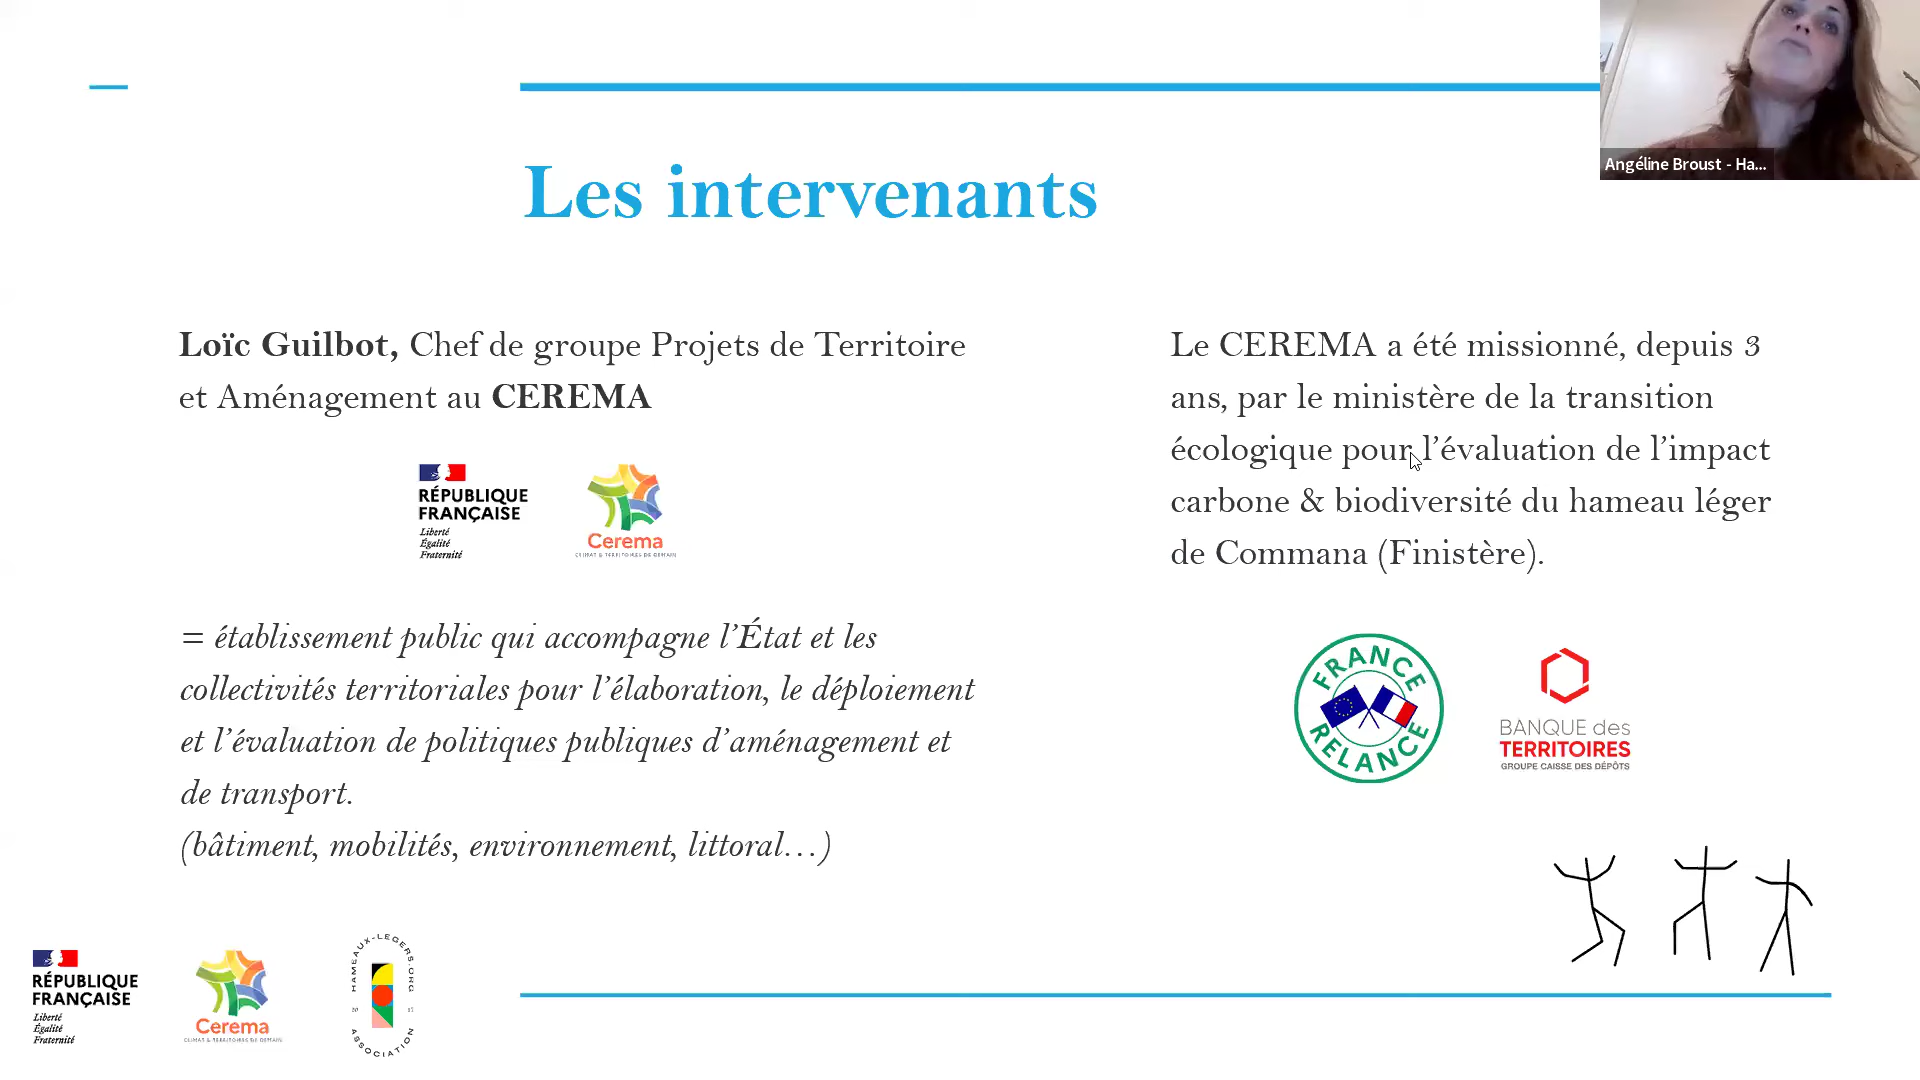 Angéline Broust - Ha...
Les intervenants
Loïc Guilbot, Chef de groupe Projets de Territoire
et Aménagement au CEREMA
RÉPUBLIQUE
FRANÇAISE
Liberté
Égalité
Fraternité
Cerema
CLIMAT & TERRITOIRES DE DEMAIN
= établissement public qui accompagne l’État et les
collectivités territoriales pour l’élaboration, le déploiement
et l’évaluation de politiques publiques d’aménagement et
de transport.
(bâtiment, mobilités, environnement, littoral…)
Le CEREMA a été missionné, depuis 3
ans, par le ministère de la transition
écologique pour l’évaluation de l’impact
carbone & biodiversité du hameau léger
de Commana (Finistère).
FRANCE
RELANCE
BANQUE des
TERRITOIRES
GROUPE CAISSE DES DÉPÔTS
RÉPUBLIQUE
FRANÇAISE
Liberté
Égalité
Fraternité
Cerema
CLIMAT & TERRITOIRES DE DEMAIN
HAMEAUX-LEGERS.ORG
ASSOCIATION